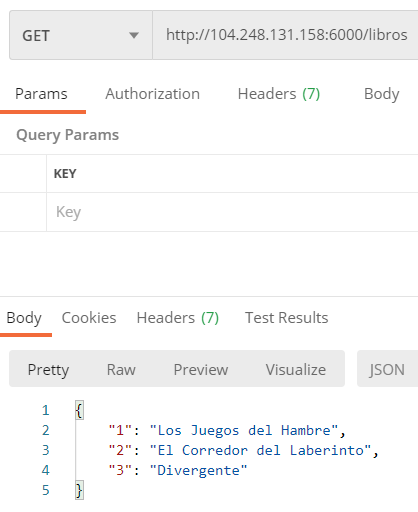 GET http://104.248.131.158:6000/libros
Params Authorization Headers (7) Body
Query Params
KEY
Key
Body Cookies Headers (7) Test Results
Pretty Raw Preview Visualize JSON
1 {
2 "1": "Los Juegos del Hambre",
3 "2": "El Corredor del Laberinto",
4 "3": "Divergente"
5 }